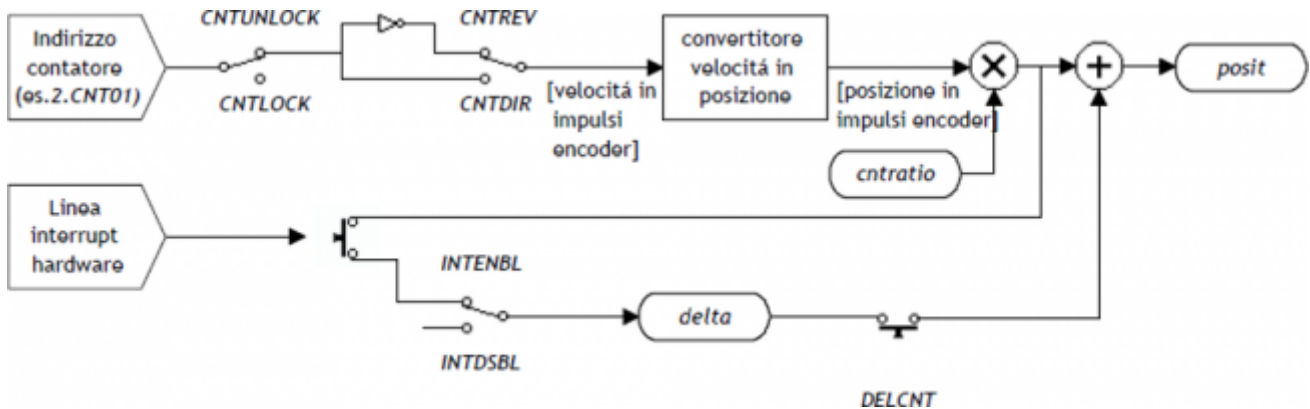 CNTUNLOCK
CNTREV
Indirizzo
contatore
(es.2.CNT01)
CNTLOCK
CNTDIR
[velocitá in
impulsi
encoder]
convertitore
velocitá in
posizione
[posizione in
impulsi encoder]
posit
cntratio
Linea
interrupt
hardware
INTENBL
INTDSBL
delta
DELCNT